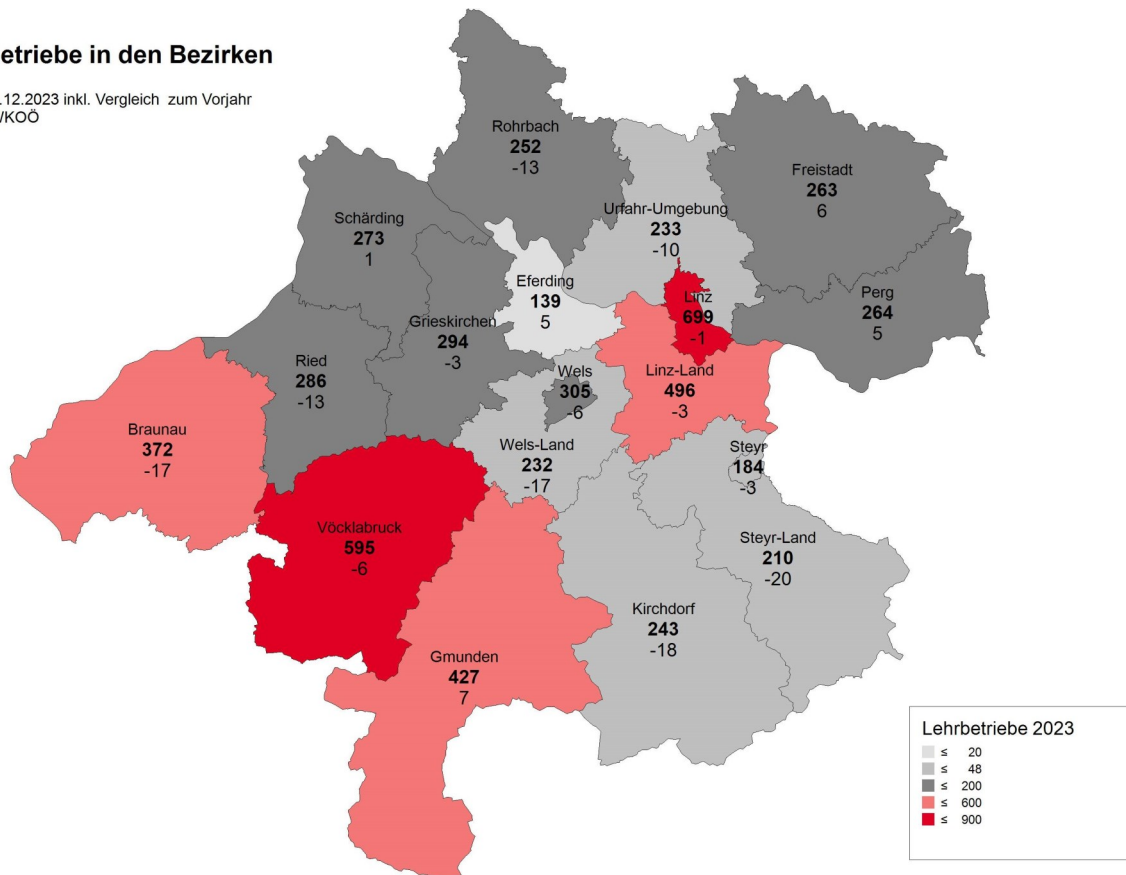 etriebe in den Bezirken
.12.2023 inkl. Vergleich zum Vorjahr
WKOÖ
Rohrbach
252
-13
Freistadt
263
6
Urfahr-Umgebung
233
-10
Schärding
273
1
Eferding
139
5
Linz
699
-1
Perg
264
5
Grieskirchen
294
-3
Ried
286
-13
Wels
305
-6
Linz-Land
496
-3
Braunau
372
-17
Wels-Land
232
-17
Steyr
184
-3
Vöcklabruck
595
-6
Steyr-Land
210
-20
Kirchdorf
243
-18
Gmunden
427
7
Lehrbetriebe 2023
≤ 20
≤ 48
≤ 200
≤ 600
≤ 900